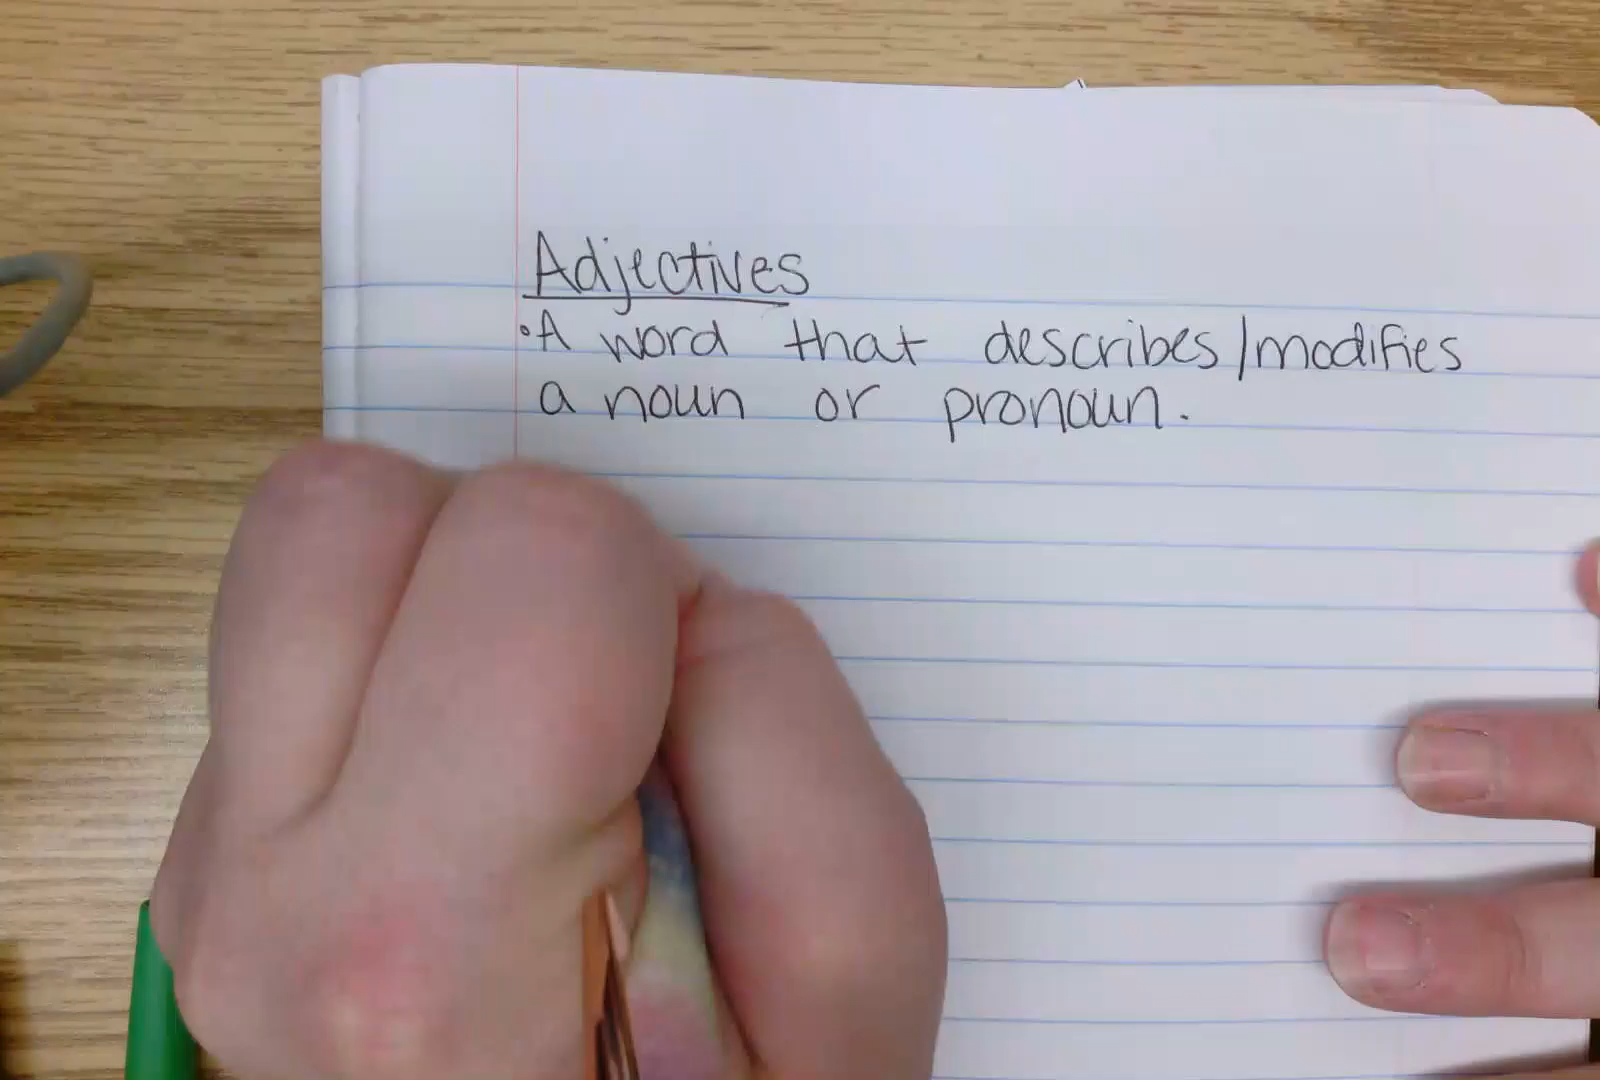 Adjectives
•A word that describes/modifies
a noun or pronoun.